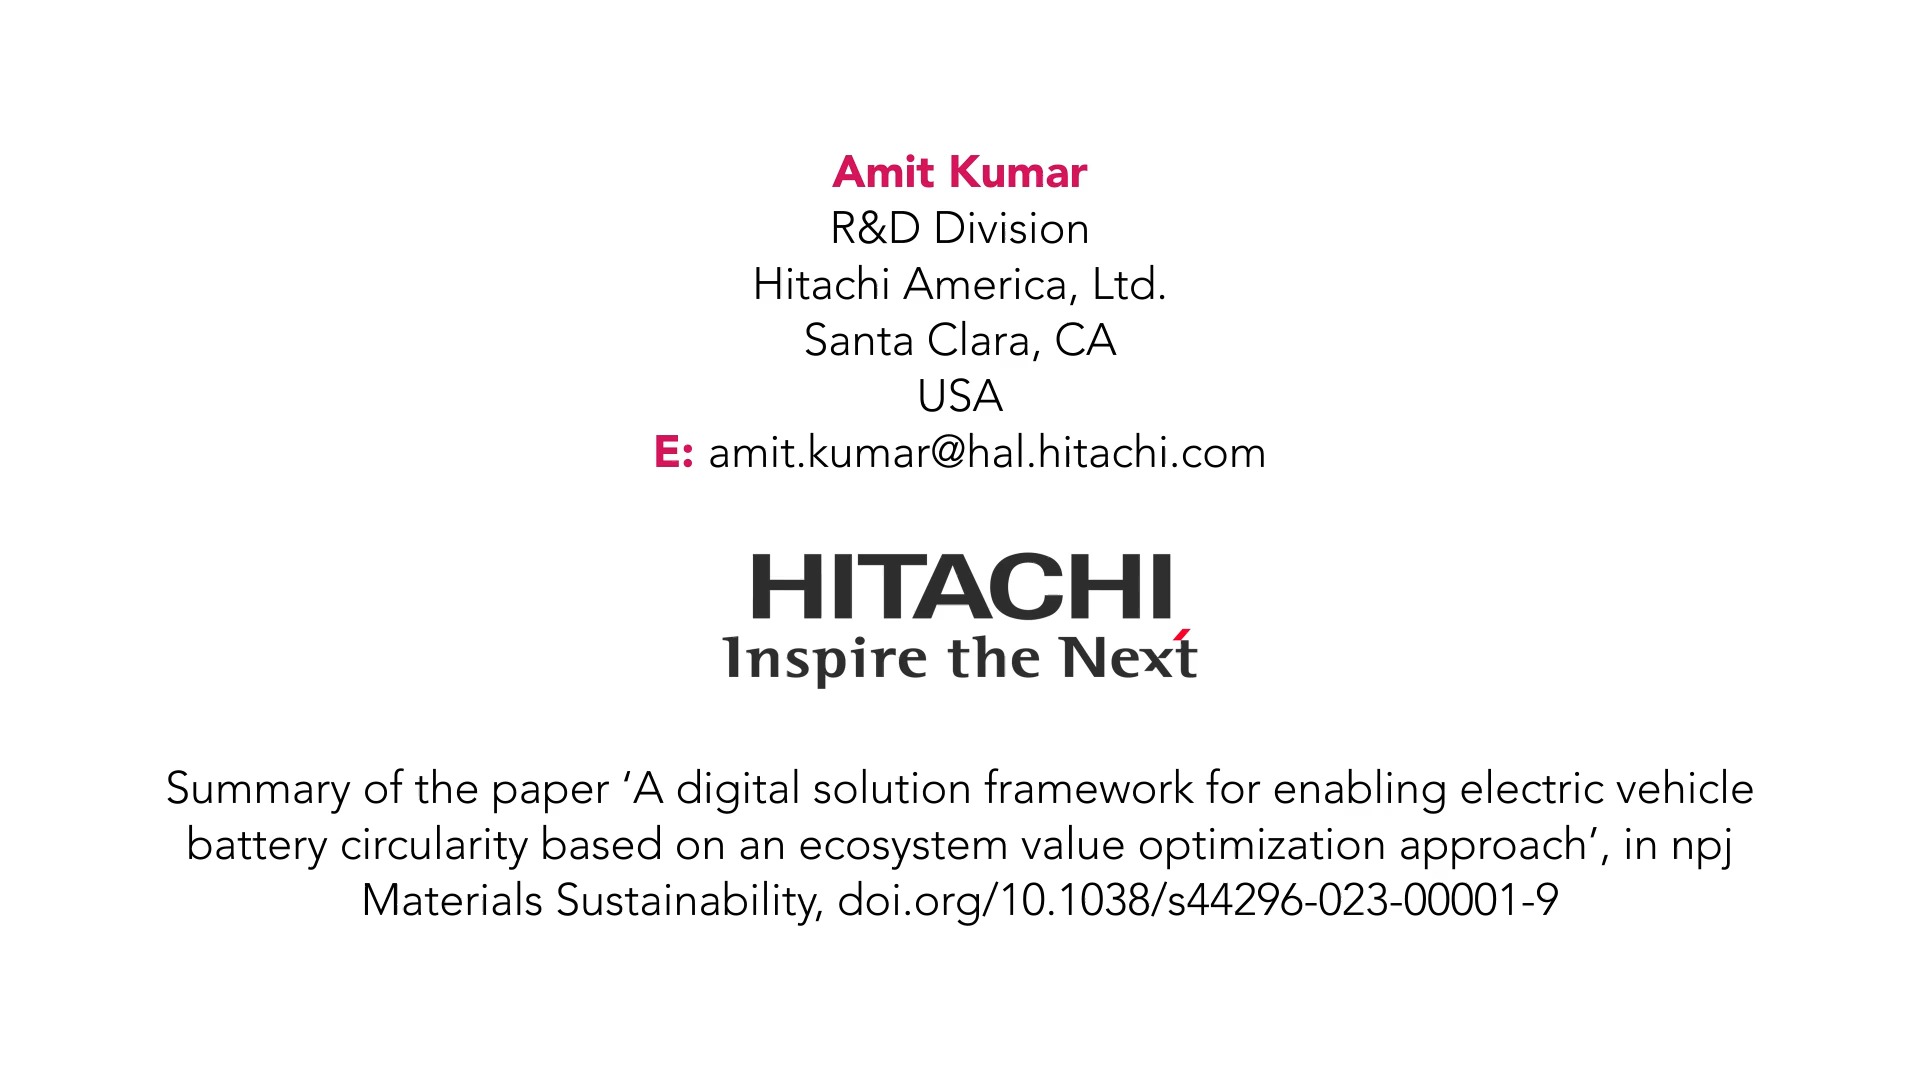 Amit Kumar
R&D Division
Hitachi America, Ltd.
Santa Clara, CA
USA
E: amit.kumar@hal.hitachi.com
HITACHI
Inspire the Next
Summary of the paper ‘A digital solution framework for enabling electric vehicle
battery circularity based on an ecosystem value optimization approach’, in npj
Materials Sustainability, doi.org/10.1038/s44296-023-00001-9